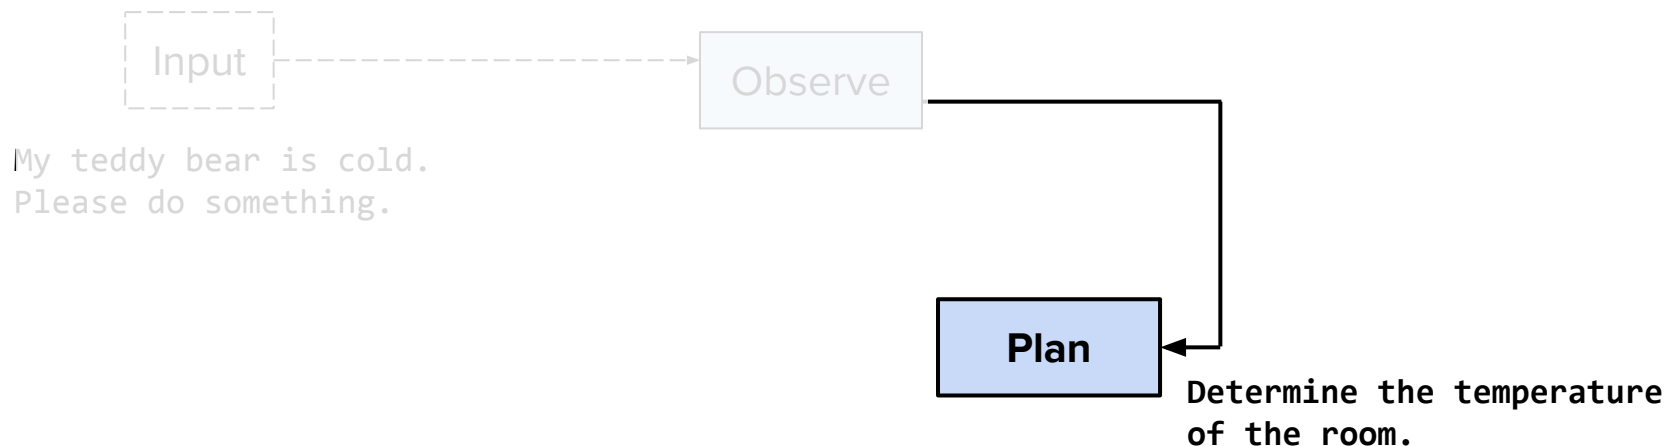 Input
Observe
My teddy bear is cold.
Please do something.
Plan
Determine the temperature
of the room.